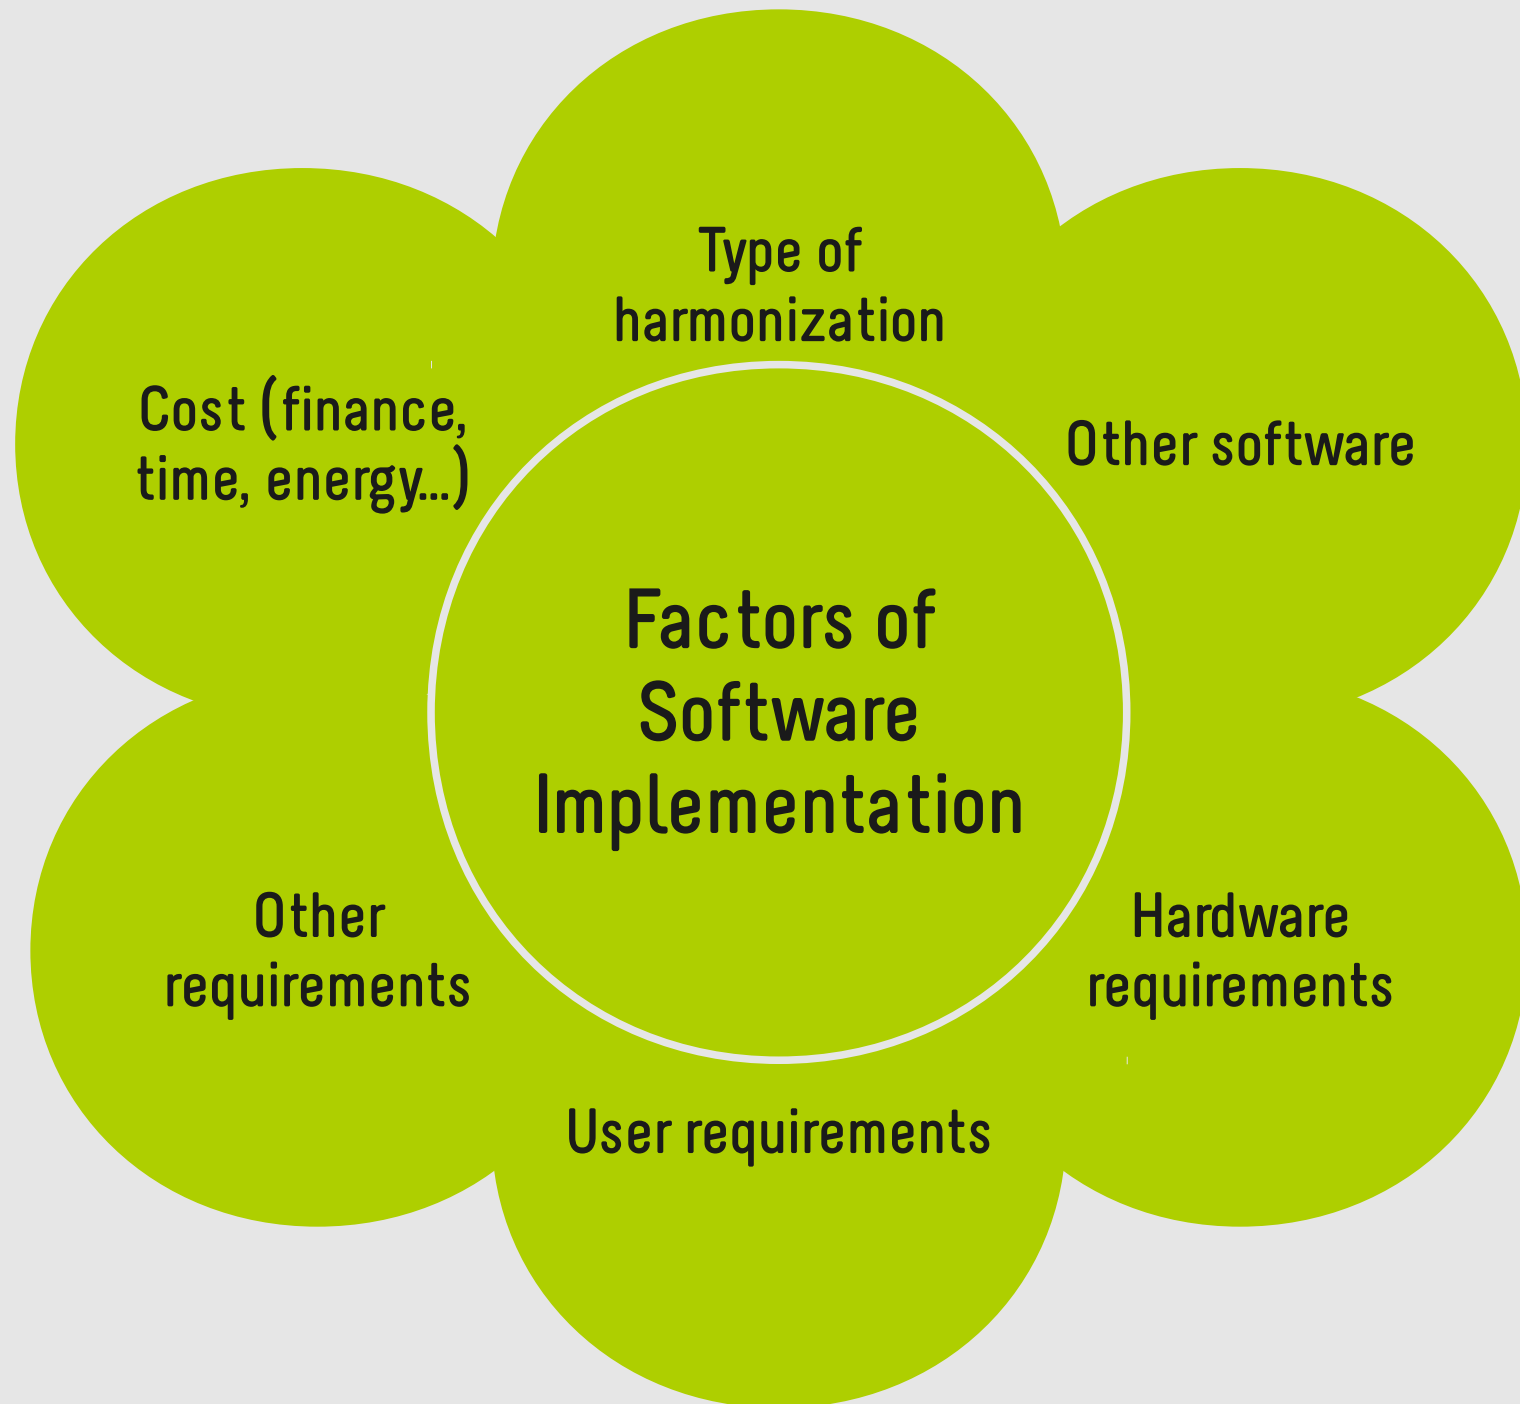 Type of
harmonization
Other software
Hardware
requirements
User requirements
Other
requirements
Cost (finance,
time, energy...)
Factors of
Software
Implementation